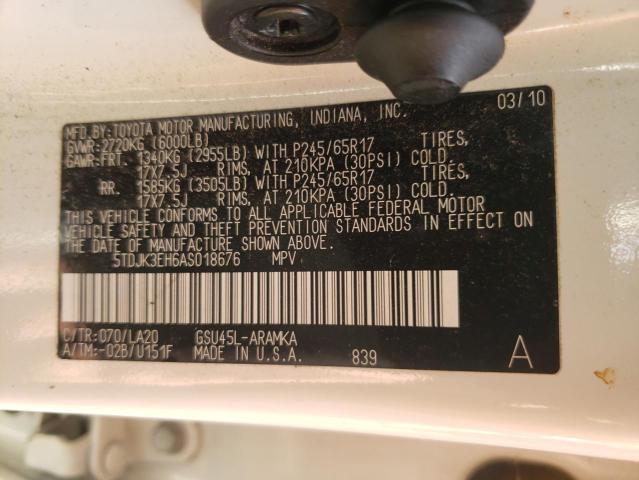 MFD.BY:TOYOTA MOTOR MANUFACTURING, INDIANA, INC. 03/10
GVWR:2720KG (6000LB)
GAWR:FRT. 1340KG (2955LB) WITH P245/65R17 TIRES,
17X7.5J RIMS, AT 210KPA (30PSI) COLD.
RR. 1585KG (3505LB) WITH P245/65R17 TIRES,
17X7.5J RIMS, AT 210KPA (30PSI) COLD.
THIS VEHICLE CONFORMS TO ALL APPLICABLE FEDERAL MOTOR
VEHICLE SAFETY AND THEFT PREVENTION STANDARDS IN EFFECT ON
THE DATE OF MANUFACTURE SHOWN ABOVE.
5TDJK3EH6AS018676 MPV
C/TR:070/LA20 GSU45L-ARAMKA
A/TM:-02B/U151F MADE IN U.S.A. 839 A